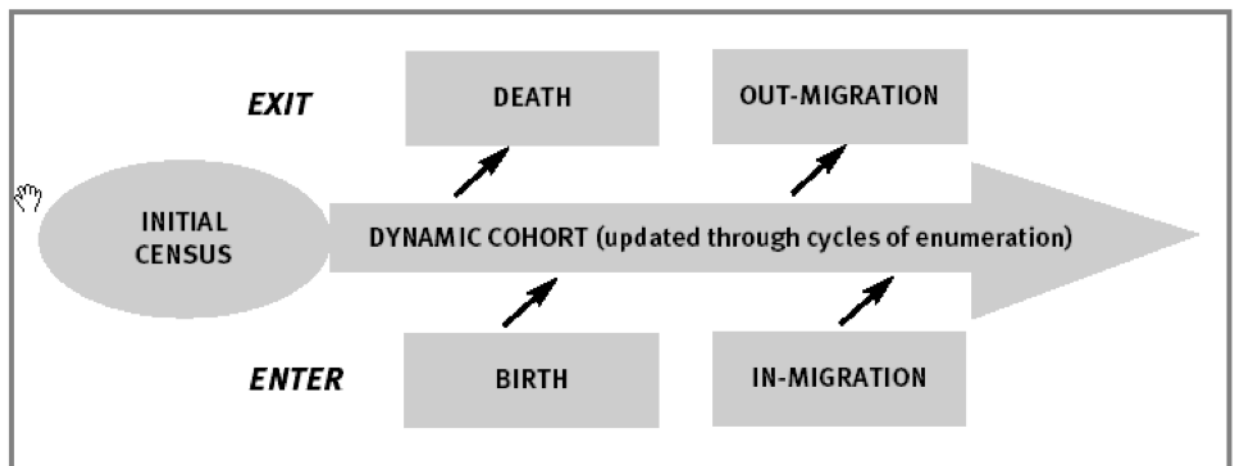 EXIT
DEATH
OUT-MIGRATION
INITIAL
CENSUS
DYNAMIC COHORT (updated through cycles of enumeration)
ENTER
BIRTH
IN-MIGRATION